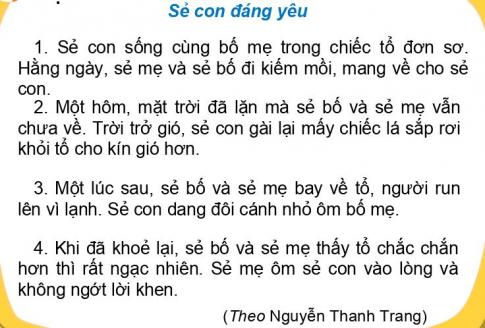 Sẻ con đáng yêu
1. Sẻ con sống cùng bố mẹ trong chiếc tổ đơn sơ.
Hằng ngày, sẻ mẹ và sẻ bố đi kiếm mồi, mang về cho sẻ
con.
2. Một hôm, mặt trời đã lặn mà sẻ bố và sẻ mẹ vẫn
chưa về. Trời trở gió, sẻ con gài lại mấy chiếc lá sắp rơi
khỏi tổ cho kín gió hơn.
3. Một lúc sau, sẻ bố và sẻ mẹ bay về tổ, người run
lên vì lạnh. Sẻ con dang đôi cánh nhỏ ôm bố mẹ.
4. Khi đã khoẻ lại, sẻ bố và sẻ mẹ thấy tổ chắc chắn
hơn thì rất ngạc nhiên. Sẻ mẹ ôm sẻ con vào lòng và
không ngớt lời khen.
(Theo Nguyễn Thanh Trang)